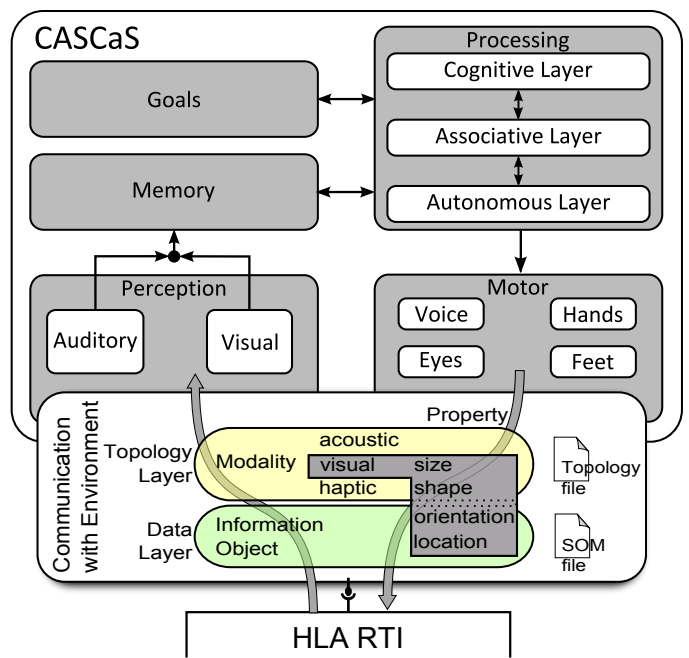 CASCaS
Processing
Cognitive Layer
Goals
Associative Layer
Memory
Autonomous Layer
Perception
Motor
Auditory
Visual
Voice
Hands
Eyes
Feet
Communication
with Environment
Property
Topology
Layer
Modality
acoustic
visual
haptic
size
shape
Topology
file
Data
Layer
Information
Object
orientation
location
SOM
file
HLA RTI